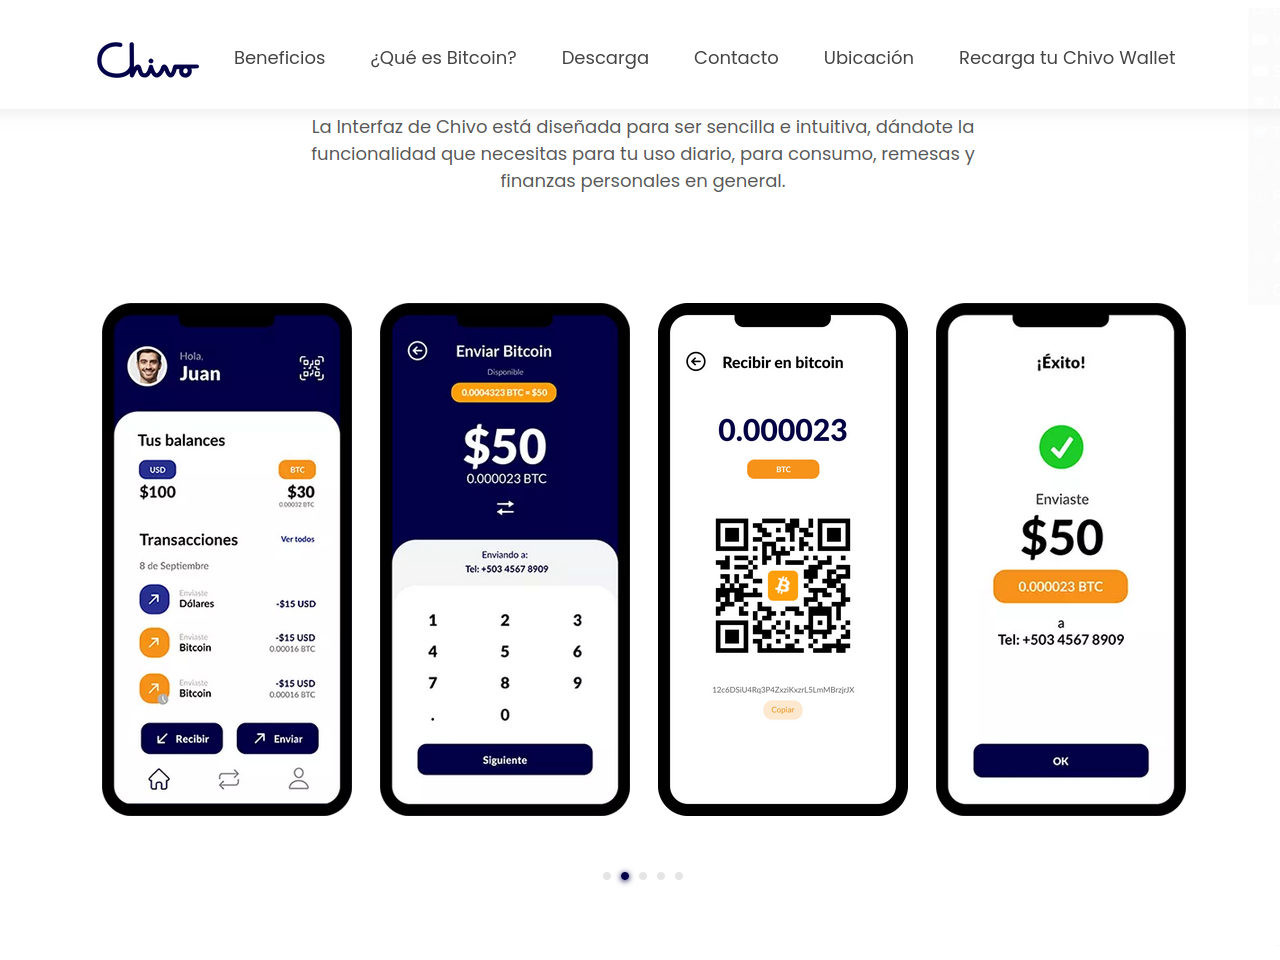 Chivo
Beneficios
¿Qué es Bitcoin?
Descarga
Contacto
Ubicación
Recarga tu Chivo Wallet
La Interfaz de Chivo está diseñada para ser sencilla e intuitiva, dándote la
funcionalidad que necesitas para tu uso diario, para consumo, remesas y
finanzas personales en general.
Hola,
Juan
Tus balances
USD
BTC
$100
$30
0.00032 BTC
Transacciones
Ver todos
8 de Septiembre
Enviaste
Dólares
-$15 USD
Enviaste
Bitcoin
-$15 USD
0.00016 BTC
Enviaste
Bitcoin
-$15 USD
0.00016 BTC
Recibir
Enviar
Enviar Bitcoin
Disponible
0.0004323 BTC = $50
$50
0.000023 BTC
Enviando a:
Tel: +503 4567 8909
1 2 3
4 5 6
7 8 9
. 0
Siguiente
Recibir en bitcoin
0.000023
BTC
12c6DSiU4Rq3P4ZxziKxzrL5LmMBrzjrJX
Copiar
¡Éxito!
Enviaste
$50
0.000023 BTC
a
Tel: +503 4567 8909
OK